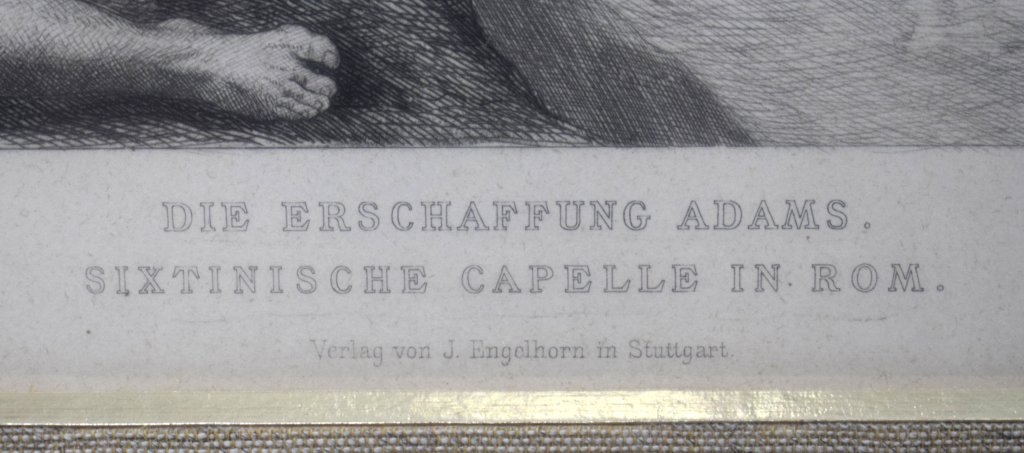 DIE ERSCHAFFUNG ADAMS.
SIXTINISCHE CAPELLE IN ROM.
Verlag von J. Engelhorn in Stuttgart.